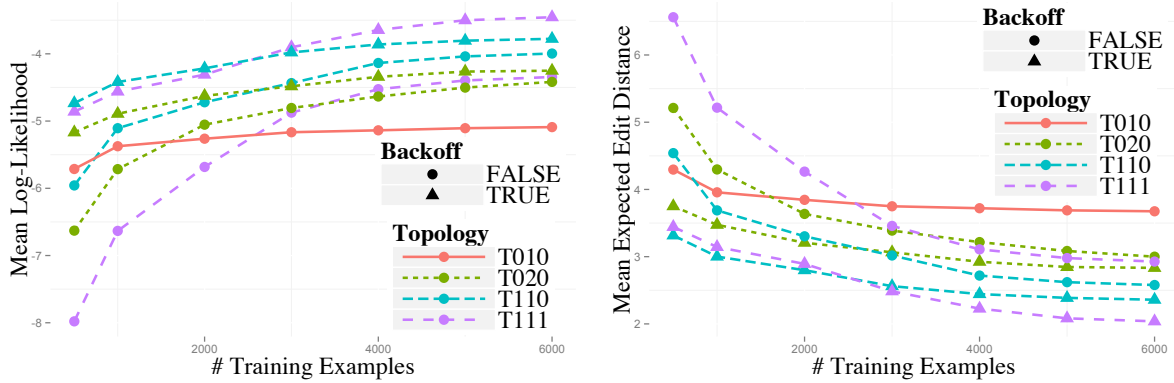 Mean Log-Likelihood
-4
-5
-6
-7
-8
2000
4000
6000
# Training Examples
Backoff
FALSE
TRUE
Topology
T010
T020
T110
T111
Mean Expected Edit Distance
6
5
4
3
2
2000
4000
6000
# Training Examples
Backoff
FALSE
TRUE
Topology
T010
T020
T110
T111